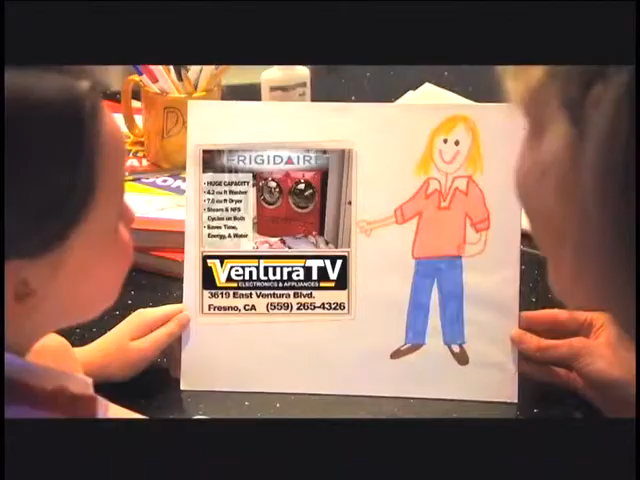 FRIGIDAIRE
• HUGE CAPACITY
• 4.2 cu ft Washer
• 7.0 cu ft Dryer
• Steam & NFS
Cycles on Both
• Saves Time,
Energy, & Water
VenturaTV
ELECTRONICS & APPLIANCES
3619 East Ventura Blvd.
Fresno, CA (559) 265-4326